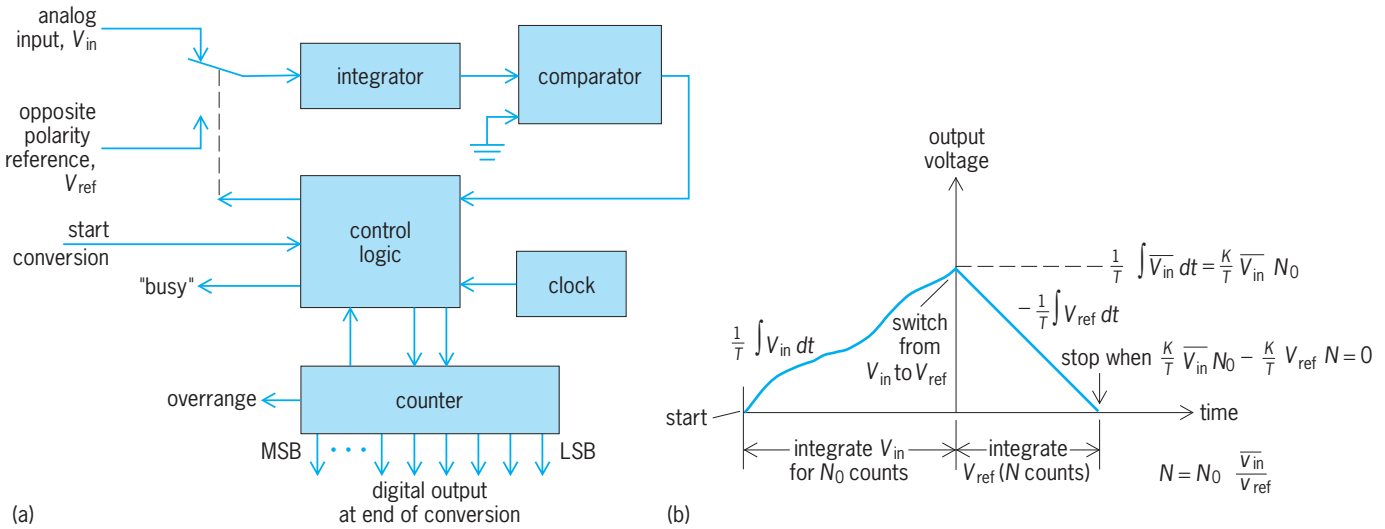 analog
input, Vin
opposite
polarity
reference,
Vref
integrator
comparator
start
conversion
control
logic
"busy"
clock
overrange
counter
MSB
• • •
LSB
digital output
at end of conversion
(a)
output
voltage
1/T ∫ V̅in dt = K/T V̅in N0
− 1/T ∫ Vref dt
switch
from
Vin to Vref
1/T ∫ Vin dt
stop when K/T V̅in N0 − K/T Vref N = 0
start
time
integrate Vin
for N0 counts
integrate
Vref (N counts)
N = N0 v̅in/vref
(b)